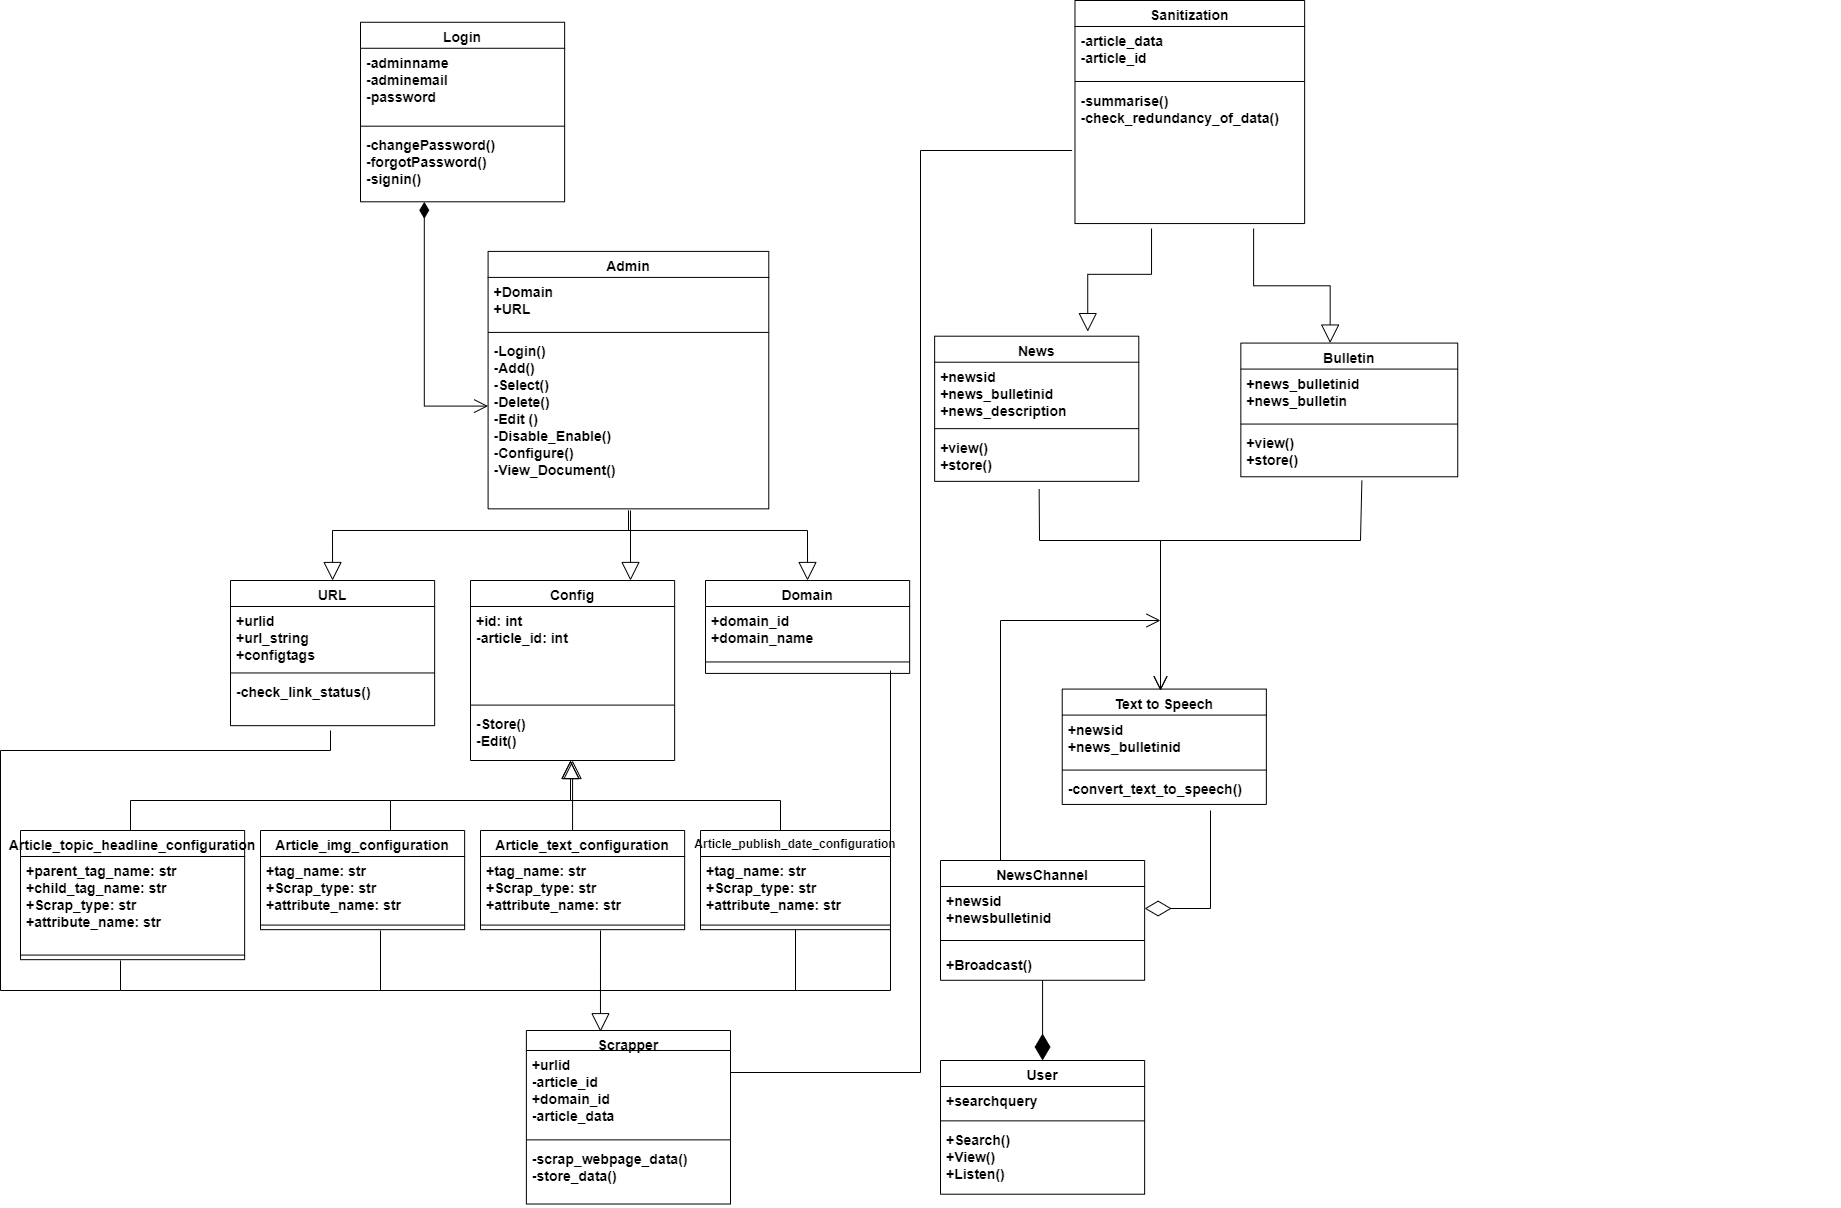 Login
-adminname
-adminemail
-password
-changePassword()
-forgotPassword()
-signin()
Sanitization
-article_data
-article_id
-summarise()
-check_redundancy_of_data()
Admin
+Domain
+URL
-Login()
-Add()
-Select()
-Delete()
-Edit ()
-Disable_Enable()
-Configure()
-View_Document()
News
+newsid
+news_bulletinid
+news_description
+view()
+store()
Bulletin
+news_bulletinid
+news_bulletin
+view()
+store()
URL
+urlid
+url_string
+configtags
-check_link_status()
Config
+id: int
-article_id: int
-Store()
-Edit()
Domain
+domain_id
+domain_name
Text to Speech
+newsid
+news_bulletinid
-convert_text_to_speech()
Article_topic_headline_configuration
+parent_tag_name: str
+child_tag_name: str
+Scrap_type: str
+attribute_name: str
Article_img_configuration
+tag_name: str
+Scrap_type: str
+attribute_name: str
Article_text_configuration
+tag_name: str
+Scrap_type: str
+attribute_name: str
Article_publish_date_configuration
+tag_name: str
+Scrap_type: str
+attribute_name: str
NewsChannel
+newsid
+newsbulletinid
+Broadcast()
Scrapper
+urlid
-article_id
+domain_id
-article_data
-scrap_webpage_data()
-store_data()
User
+searchquery
+Search()
+View()
+Listen()